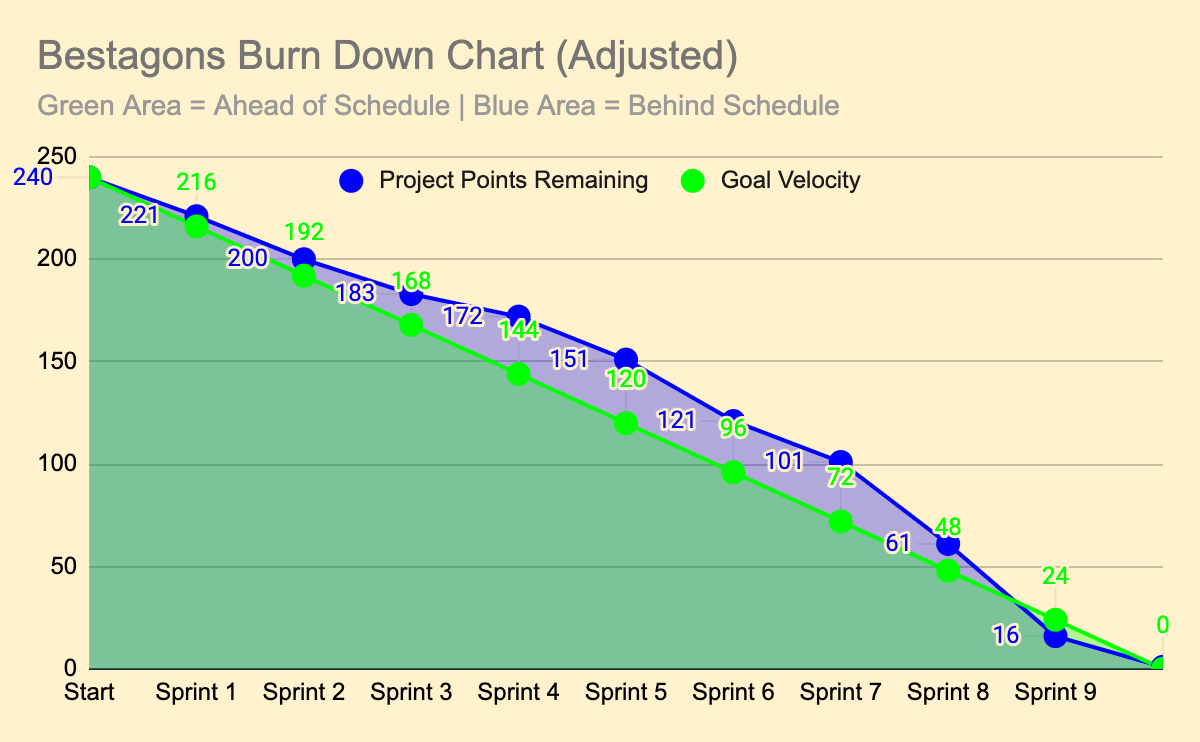 Bestagons Burn Down Chart (Adjusted)
Green Area = Ahead of Schedule | Blue Area = Behind Schedule
Project Points Remaining
Goal Velocity
250
200
150
100
50
0
240
221
200
183
172
151
121
101
61
16
216
192
168
144
120
96
72
48
24
0
Start
Sprint 1
Sprint 2
Sprint 3
Sprint 4
Sprint 5
Sprint 6
Sprint 7
Sprint 8
Sprint 9